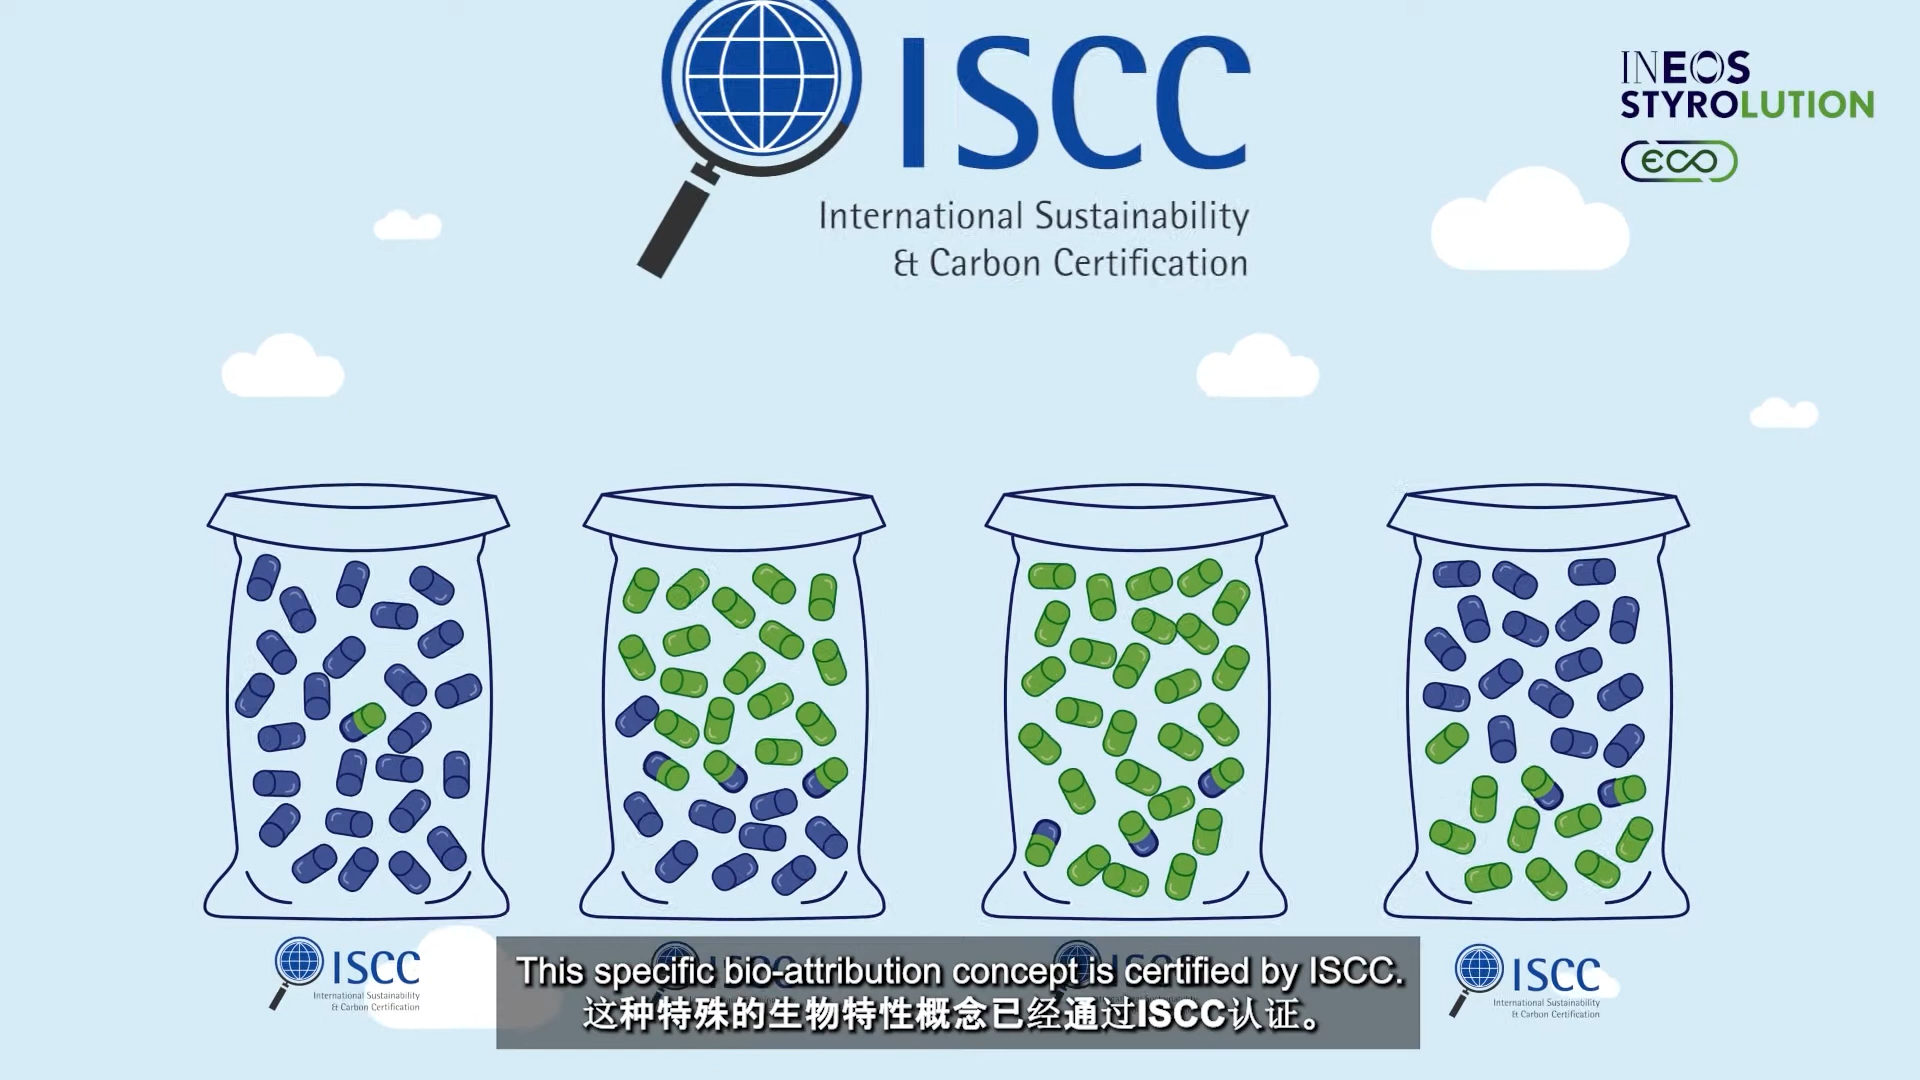 ISCC
International Sustainability
& Carbon Certification
INEOS
STYROLUTION
eco
ISCC
International Sustainability
& Carbon Certification
ISCC
International Sustainability
& Carbon Certification
This specific bio-attribution concept is certified by ISCC.
这种特殊的生物特性概念已经通过ISCC认证。